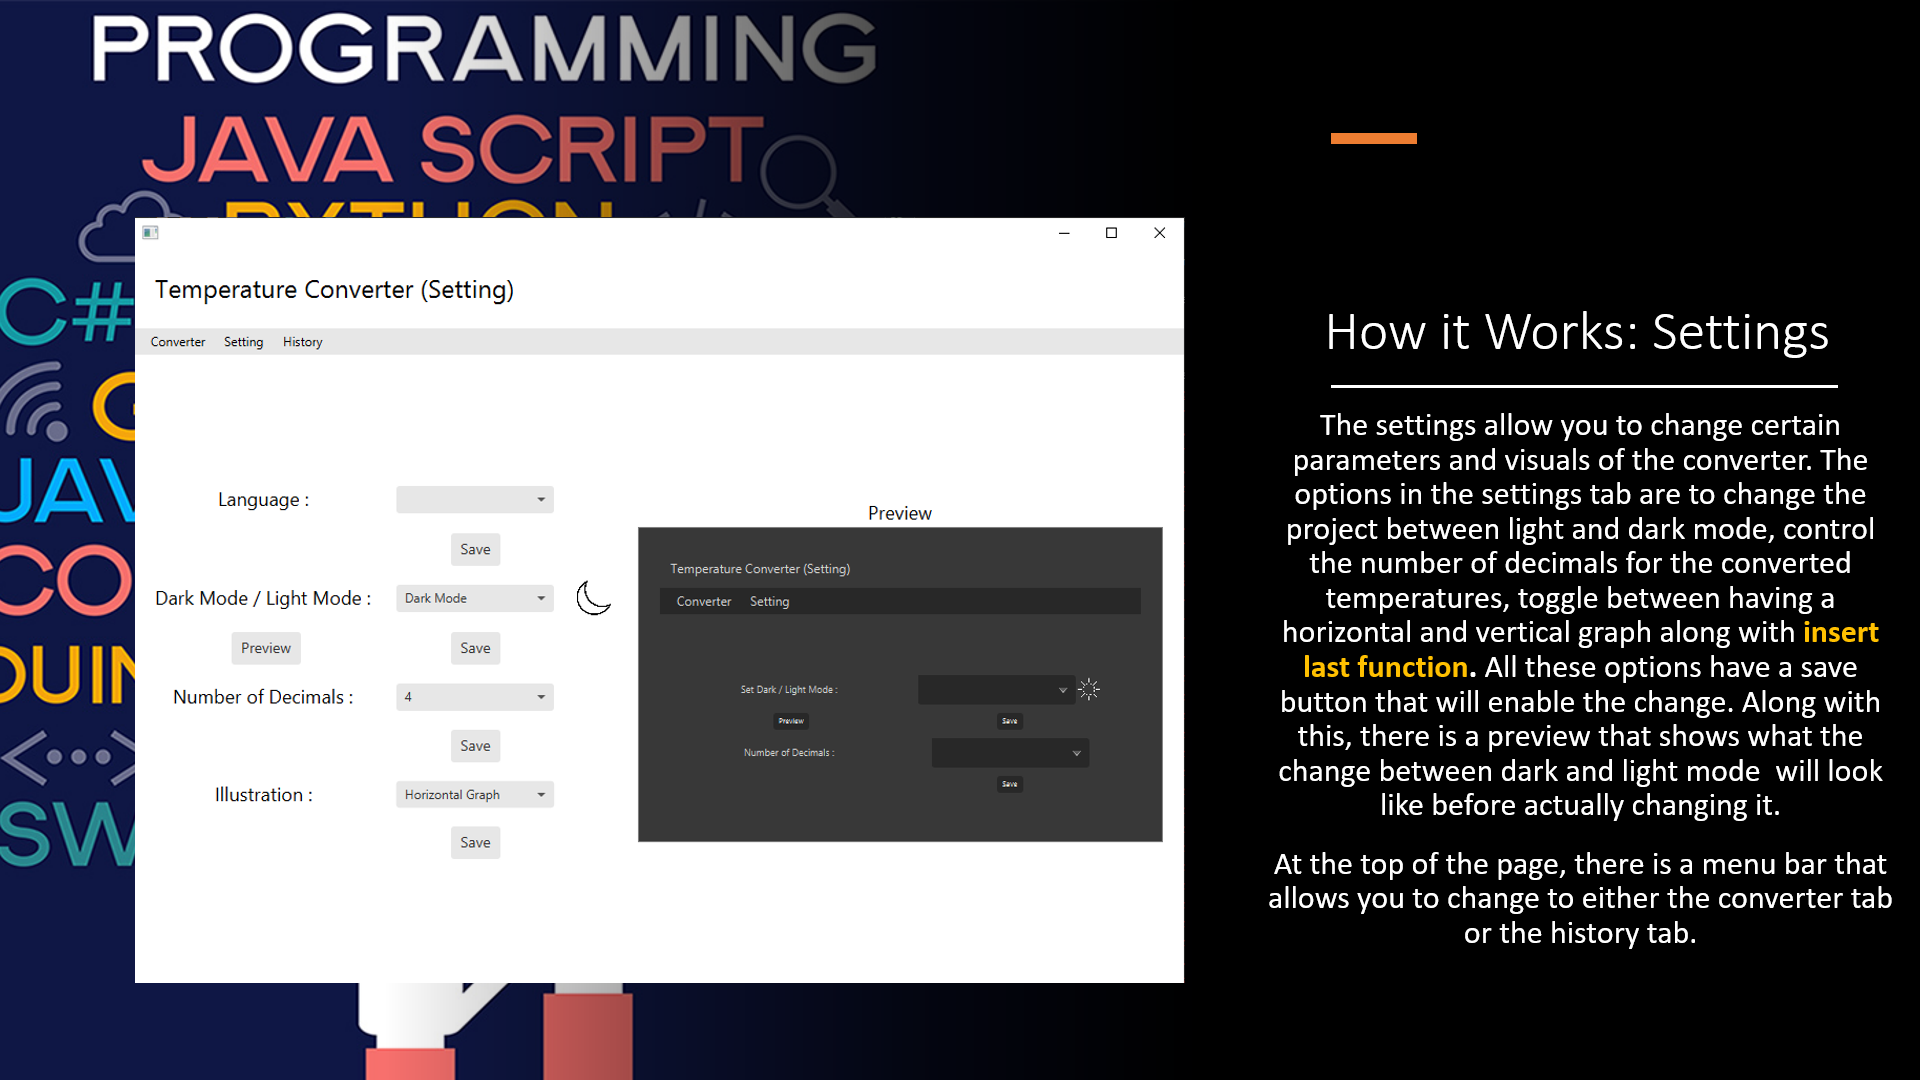 PROGRAMMING
JAVA SCRIPT
PYTHON
C#
G
JAV
CO
DUIN
<···>
SW
Temperature Converter (Setting)
Converter Setting History
Language :
Save
Dark Mode / Light Mode : Dark Mode
Preview Save
Number of Decimals : 4
Save
Illustration : Horizontal Graph
Save
Preview
Temperature Converter (Setting)
Converter Setting
Set Dark / Light Mode :
Preview Save
Number of Decimals :
Save
How it Works: Settings
The settings allow you to change certain
parameters and visuals of the converter. The
options in the settings tab are to change the
project between light and dark mode, control
the number of decimals for the converted
temperatures, toggle between having a
horizontal and vertical graph along with insert
last function. All these options have a save
button that will enable the change. Along with
this, there is a preview that shows what the
change between dark and light mode  will look
like before actually changing it.
At the top of the page, there is a menu bar that
allows you to change to either the converter tab
or the history tab.